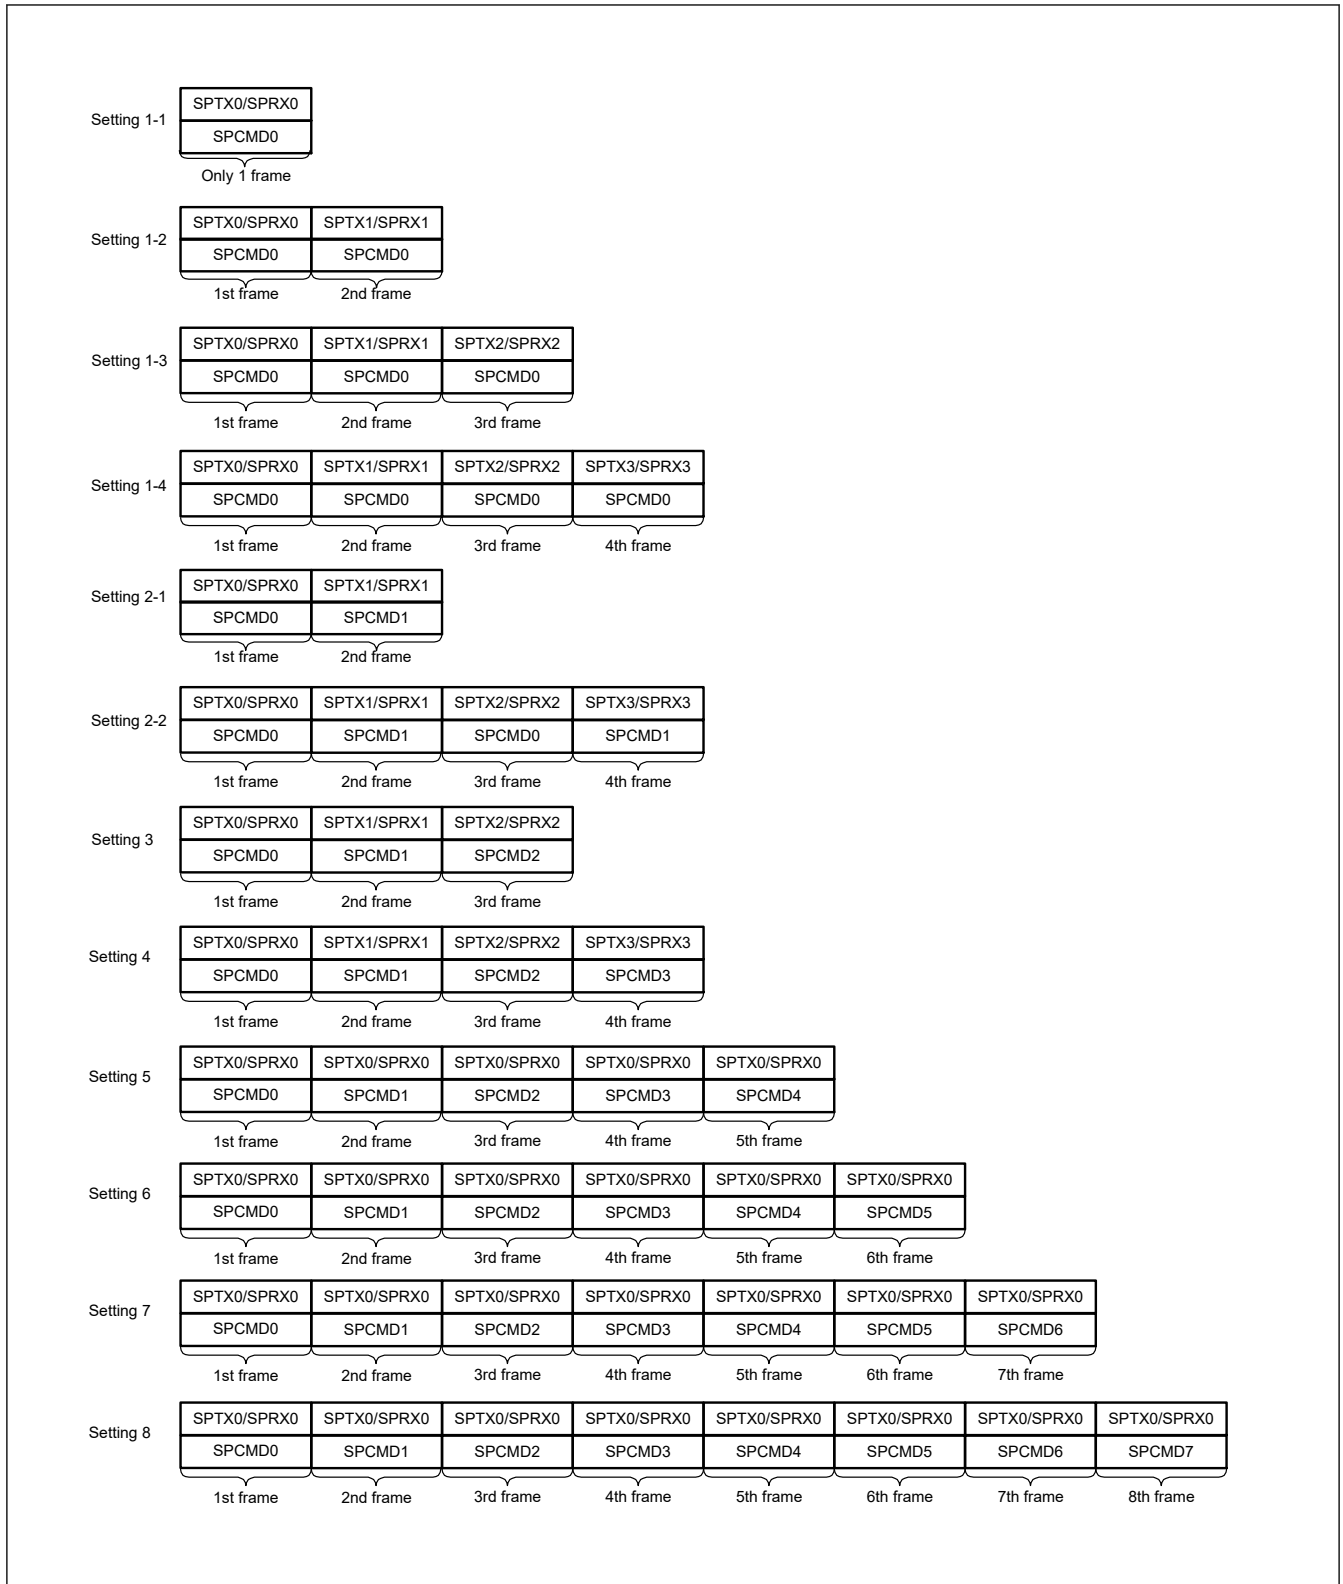 SPTX0/SPRX0
Setting 1-1
SPCMD0
Only 1 frame
SPTX0/SPRX0 SPTX1/SPRX1
Setting 1-2
SPCMD0 SPCMD0
1st frame 2nd frame
SPTX0/SPRX0 SPTX1/SPRX1 SPTX2/SPRX2
Setting 1-3
SPCMD0 SPCMD0 SPCMD0
1st frame 2nd frame 3rd frame
SPTX0/SPRX0 SPTX1/SPRX1 SPTX2/SPRX2 SPTX3/SPRX3
Setting 1-4
SPCMD0 SPCMD0 SPCMD0 SPCMD0
1st frame 2nd frame 3rd frame 4th frame
SPTX0/SPRX0 SPTX1/SPRX1
Setting 2-1
SPCMD0 SPCMD1
1st frame 2nd frame
SPTX0/SPRX0 SPTX1/SPRX1 SPTX2/SPRX2 SPTX3/SPRX3
Setting 2-2
SPCMD0 SPCMD1 SPCMD0 SPCMD1
1st frame 2nd frame 3rd frame 4th frame
SPTX0/SPRX0 SPTX1/SPRX1 SPTX2/SPRX2
Setting 3
SPCMD0 SPCMD1 SPCMD2
1st frame 2nd frame 3rd frame
SPTX0/SPRX0 SPTX1/SPRX1 SPTX2/SPRX2 SPTX3/SPRX3
Setting 4
SPCMD0 SPCMD1 SPCMD2 SPCMD3
1st frame 2nd frame 3rd frame 4th frame
SPTX0/SPRX0 SPTX0/SPRX0 SPTX0/SPRX0 SPTX0/SPRX0 SPTX0/SPRX0
Setting 5
SPCMD0 SPCMD1 SPCMD2 SPCMD3 SPCMD4
1st frame 2nd frame 3rd frame 4th frame 5th frame
SPTX0/SPRX0 SPTX0/SPRX0 SPTX0/SPRX0 SPTX0/SPRX0 SPTX0/SPRX0 SPTX0/SPRX0
Setting 6
SPCMD0 SPCMD1 SPCMD2 SPCMD3 SPCMD4 SPCMD5
1st frame 2nd frame 3rd frame 4th frame 5th frame 6th frame
SPTX0/SPRX0 SPTX0/SPRX0 SPTX0/SPRX0 SPTX0/SPRX0 SPTX0/SPRX0 SPTX0/SPRX0 SPTX0/SPRX0
Setting 7
SPCMD0 SPCMD1 SPCMD2 SPCMD3 SPCMD4 SPCMD5 SPCMD6
1st frame 2nd frame 3rd frame 4th frame 5th frame 6th frame 7th frame
SPTX0/SPRX0 SPTX0/SPRX0 SPTX0/SPRX0 SPTX0/SPRX0 SPTX0/SPRX0 SPTX0/SPRX0 SPTX0/SPRX0 SPTX0/SPRX0
Setting 8
SPCMD0 SPCMD1 SPCMD2 SPCMD3 SPCMD4 SPCMD5 SPCMD6 SPCMD7
1st frame 2nd frame 3rd frame 4th frame 5th frame 6th frame 7th frame 8th frame